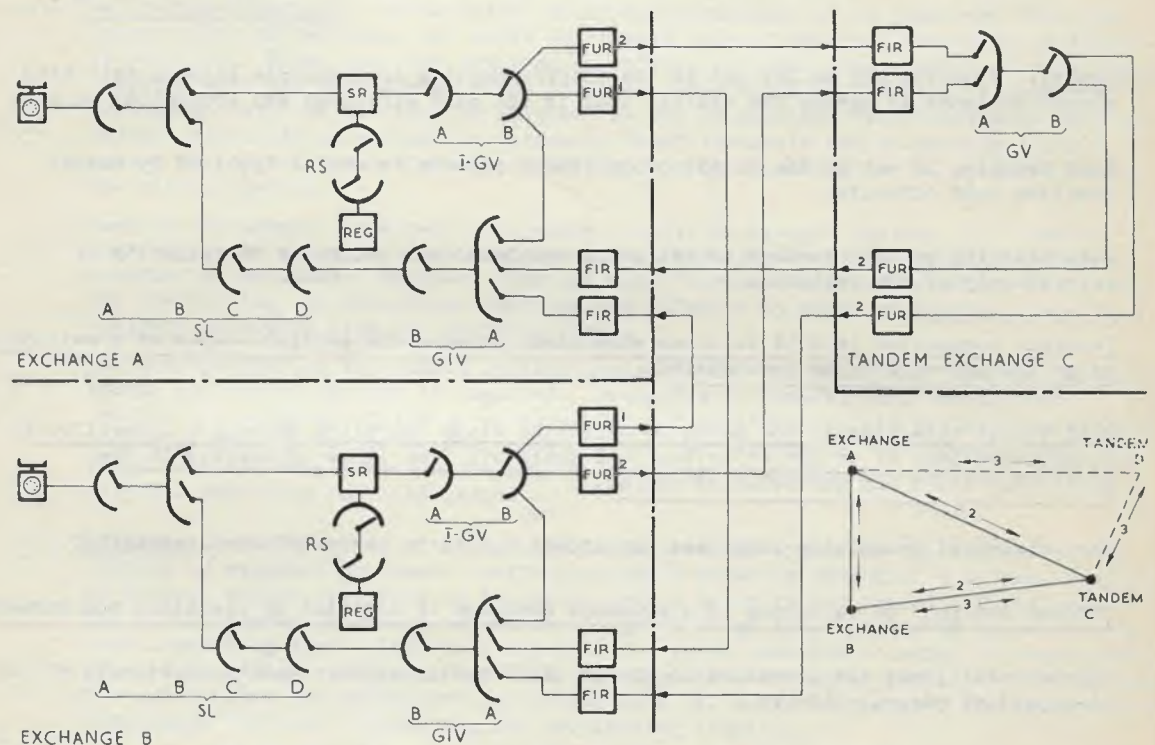 FUR 2
FIR
SR
FUR 1
FIR
A B
RS
A B
I-GV
GV
REG
FIR
2 FUR
A B C D
B A
FIR
2 FUR
SL
GIV
EXCHANGE A
TANDEM EXCHANGE C
FUR 1
EXCHANGE
A
TANDEM
D
3
SR
FUR 2
A B
RS
I-GV
2
3
REG
2
3
TANDEM
C
EXCHANGE
B
FIR
A B C D
FIR
SL
B A
GIV
EXCHANGE B